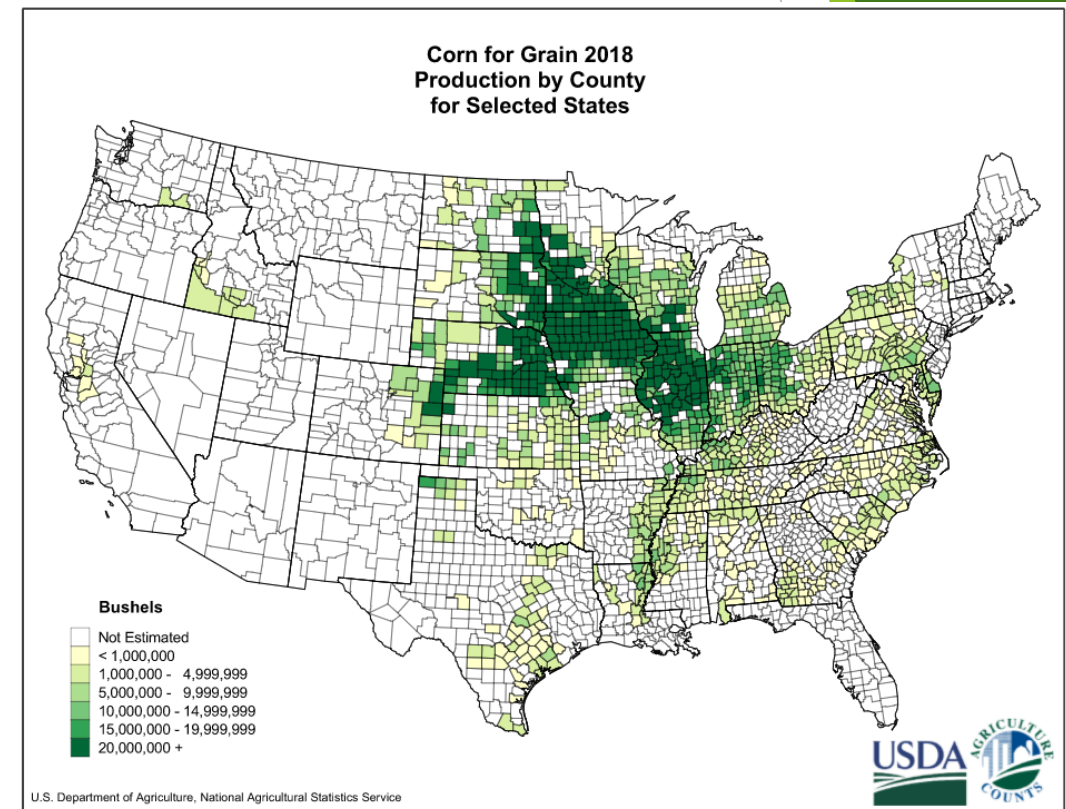 Corn for Grain 2018
Production by County
for Selected States
Bushels
Not Estimated
< 1,000,000
1,000,000 - 4,999,999
5,000,000 - 9,999,999
10,000,000 - 14,999,999
15,000,000 - 19,999,999
20,000,000 +
USDA
AGRICULTURE
COUNTS
U.S. Department of Agriculture, National Agricultural Statistics Service